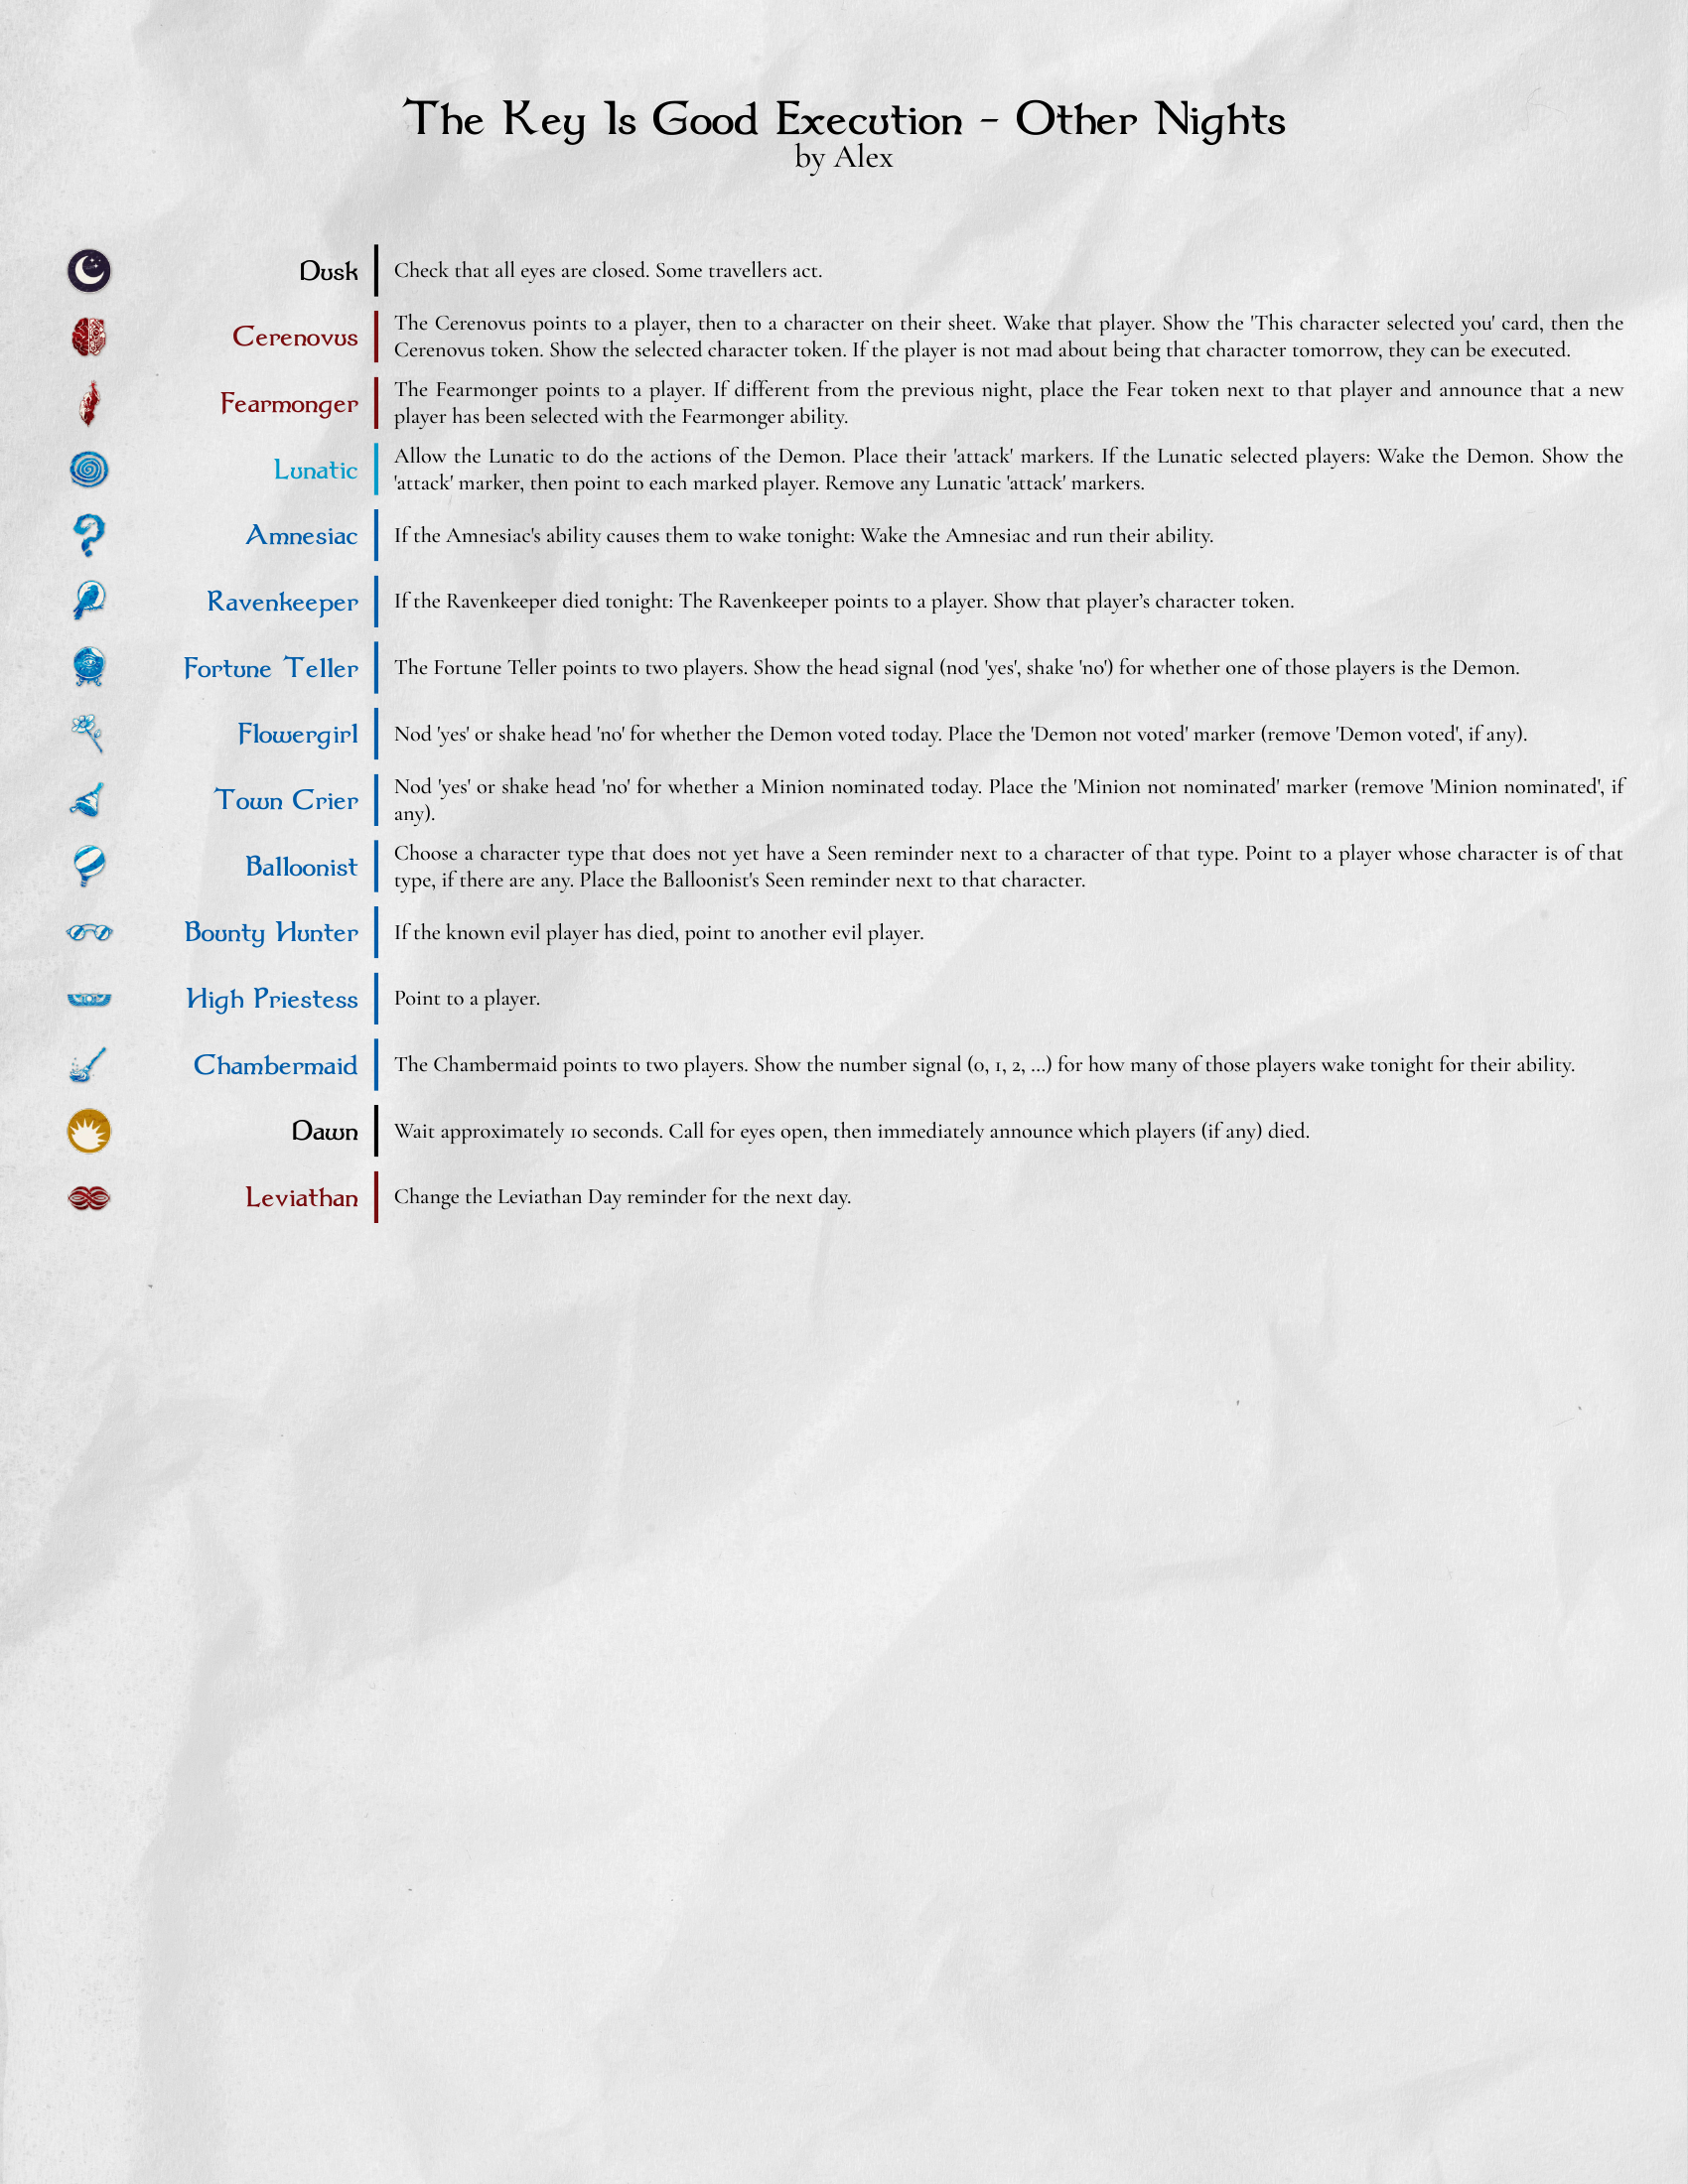 The Key Is Good Execution - Other Nights
by Alex
Dusk
Check that all eyes are closed. Some travellers act.
Cerenovus
The Cerenovus points to a player, then to a character on their sheet. Wake that player. Show the 'This character selected you' card, then the
Cerenovus token. Show the selected character token. If the player is not mad about being that character tomorrow, they can be executed.
Fearmonger
The Fearmonger points to a player. If different from the previous night, place the Fear token next to that player and announce that a new
player has been selected with the Fearmonger ability.
Lunatic
Allow the Lunatic to do the actions of the Demon. Place their 'attack' markers. If the Lunatic selected players: Wake the Demon. Show the
'attack' marker, then point to each marked player. Remove any Lunatic 'attack' markers.
Amnesiac
If the Amnesiac's ability causes them to wake tonight: Wake the Amnesiac and run their ability.
Ravenkeeper
If the Ravenkeeper died tonight: The Ravenkeeper points to a player. Show that player’s character token.
Fortune Teller
The Fortune Teller points to two players. Show the head signal (nod 'yes', shake 'no') for whether one of those players is the Demon.
Flowergirl
Nod 'yes' or shake head 'no' for whether the Demon voted today. Place the 'Demon not voted' marker (remove 'Demon voted', if any).
Town Crier
Nod 'yes' or shake head 'no' for whether a Minion nominated today. Place the 'Minion not nominated' marker (remove 'Minion nominated', if
any).
Balloonist
Choose a character type that does not yet have a Seen reminder next to a character of that type. Point to a player whose character is of that
type, if there are any. Place the Balloonist's Seen reminder next to that character.
Bounty Hunter
If the known evil player has died, point to another evil player.
High Priestess
Point to a player.
Chambermaid
The Chambermaid points to two players. Show the number signal (0, 1, 2, ...) for how many of those players wake tonight for their ability.
Dawn
Wait approximately 10 seconds. Call for eyes open, then immediately announce which players (if any) died.
Leviathan
Change the Leviathan Day reminder for the next day.